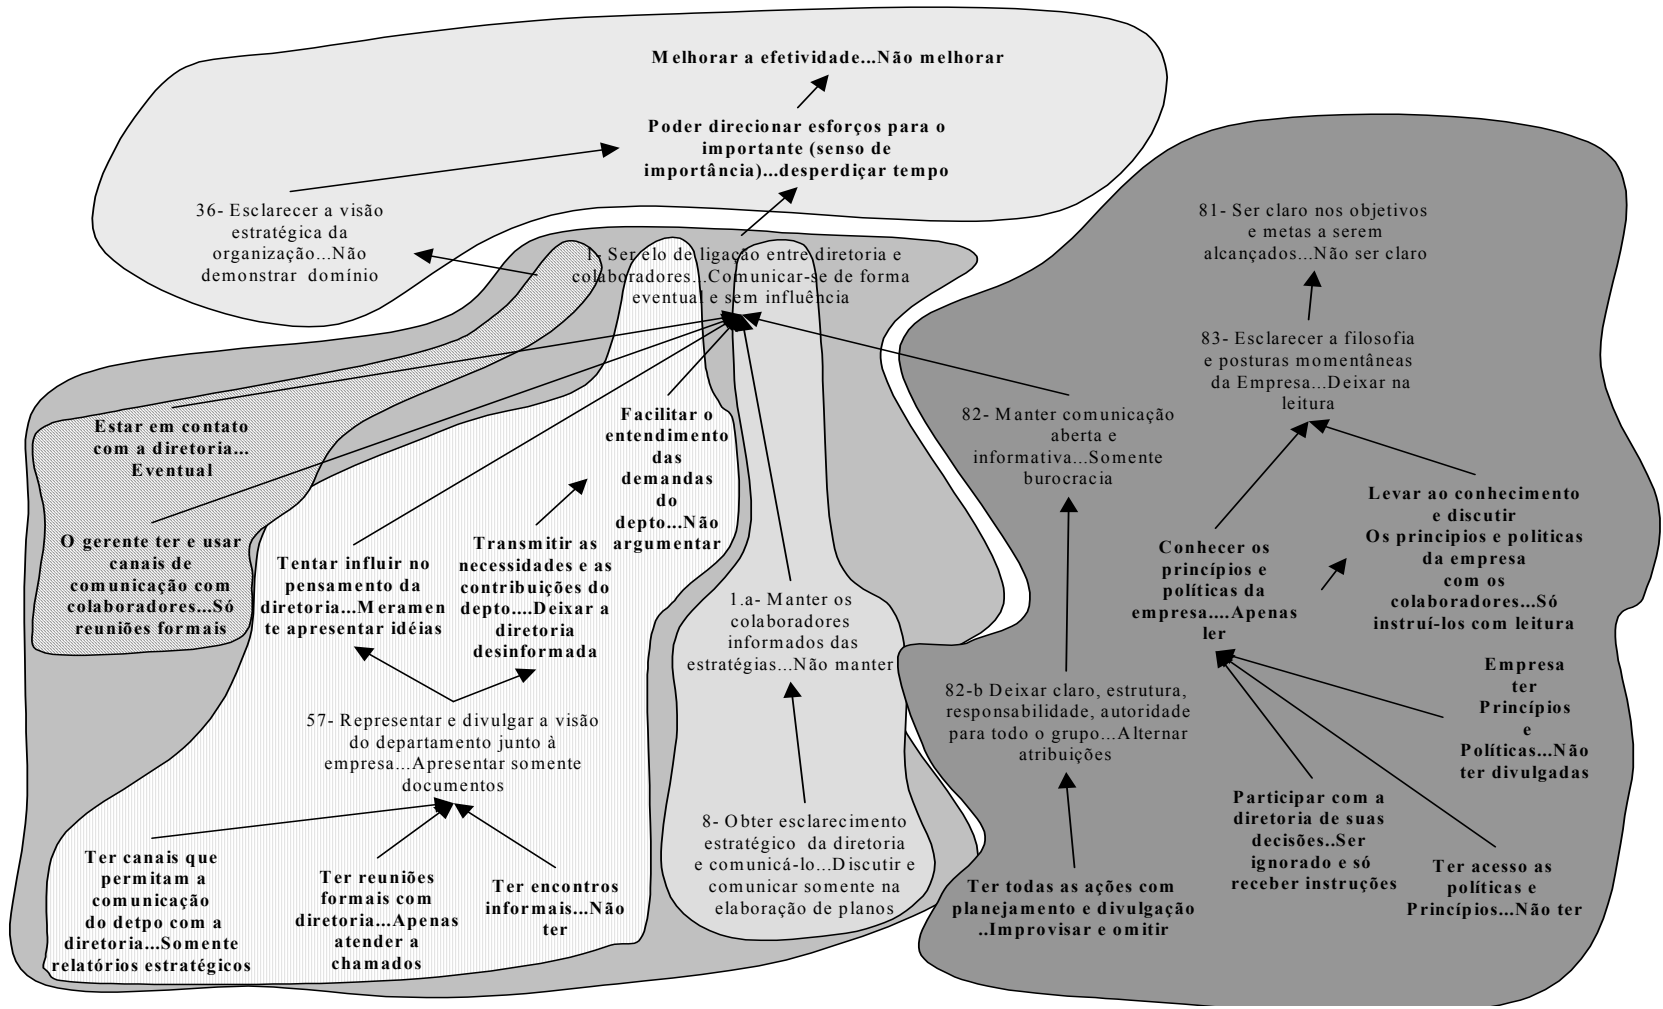 Melhorar a efetividade...Não melhorar
Poder direcionar esforços para o
importante (senso de
importância)...desperdiçar tempo
36- Esclarecer a visão
estratégica da
organização...Não
demonstrar domínio
1- Ser elo de ligação entre diretoria e
colaboradores...Comunicar-se de forma
eventual e sem influência
81- Ser claro nos objetivos
e metas a serem
alcançados...Não ser claro
83- Esclarecer a filosofia
e posturas momentâneas
da Empresa...Deixar na
leitura
Estar em contato
com a diretoria...
Eventual
Facilitar o
entendimento
das
demandas
do
depto...Não
argumentar
82- Manter comunicação
aberta e
informativa...Somente
burocracia
O gerente ter e usar
canais de
comunicação com
colaboradores...Só
reuniões formais
Tentar influir no
pensamento da
diretoria...Meramen
te apresentar idéias
Transmitir as
necessidades e as
contribuições do
depto....Deixar a
diretoria
desinformada
1.a- Manter os
colaboradores
informados das
estratégias...Não manter
Conhecer os
princípios e
políticas da
empresa....Apenas
ler
Levar ao conhecimento
e discutir
Os principios e politicas
da empresa
com os
colaboradores...Só
instruí-los com leitura
Empresa
ter
Princípios
e
Políticas...Não
ter divulgadas
57- Representar e divulgar a visão
do departamento junto à
empresa...Apresentar somente
documentos
82-b Deixar claro, estrutura,
responsabilidade, autoridade
para todo o grupo...Alternar
atribuições
8- Obter esclarecimento
estratégico da diretoria
e comunicá-lo...Discutir e
comunicar somente na
elaboração de planos
Participar com a
diretoria de suas
decisões..Ser
ignorado e só
receber instruções
Ter acesso as
políticas e
Princípios...Não ter
Ter canais que
permitam a
comunicação
do detpo com a
diretoria...Somente
relatórios estratégicos
Ter reuniões
formais com
diretoria...Apenas
atender a
chamados
Ter encontros
informais...Não
ter
Ter todas as ações com
planejamento e divulgação
..Improvisar e omitir